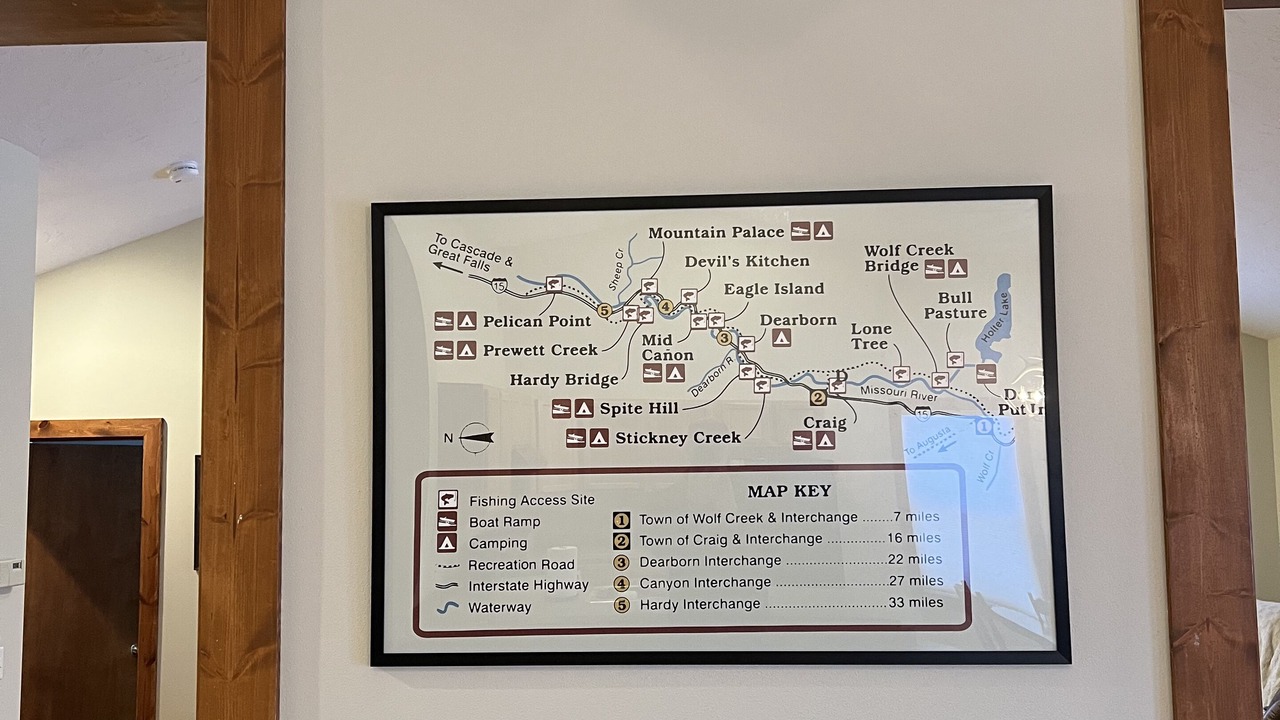 To Cascade &
Great Falls
15
Sheep Cr
Mountain Palace
Devil's Kitchen
Eagle Island
Dearborn
Wolf Creek
Bridge
Bull
Pasture
Holter Lake
Lone
Tree
5
4
3
Pelican Point
Prewett Creek
Hardy Bridge
Mid
Cañon
Dearborn R
Spite Hill
Stickney Creek
D
2
Craig
Missouri River
15
Put In
1
To Augusta
Wolf Cr
N
MAP KEY
Fishing Access Site
Boat Ramp
Camping
Recreation Road
Interstate Highway
Waterway
1 Town of Wolf Creek & Interchange ........7 miles
2 Town of Craig & Interchange ...............16 miles
3 Dearborn Interchange ..........................22 miles
4 Canyon Interchange .............................27 miles
5 Hardy Interchange ...............................33 miles